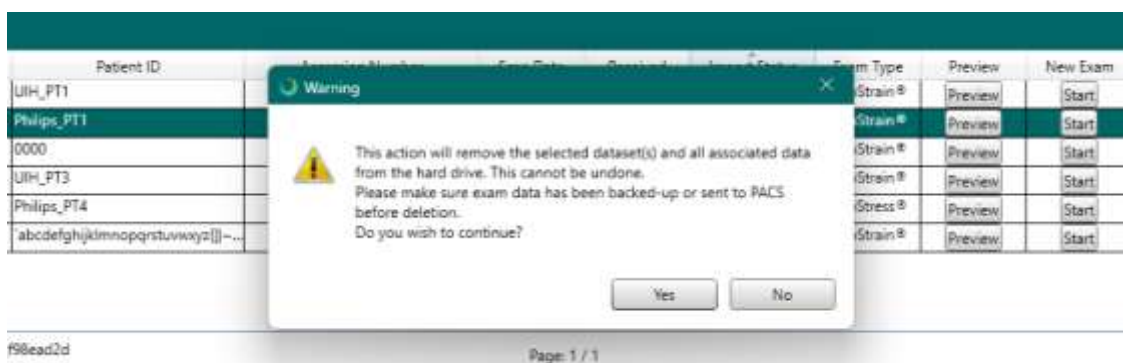 Patient ID Preview New Exam
Warning
UIH_PT1 Strain® Preview Start
Philips_PT1 Strain® Preview Start
0000 Strain® Preview Start
UIH_PT3 Strain® Preview Start
Philips_PT4 Stress® Preview Start
`abcdefghijklmnopqrstuvwxyz{|}~... Strain® Preview Start
This action will remove the selected dataset(s) and all associated data
from the hard drive. This cannot be undone.
Please make sure exam data has been backed-up or sent to PACS
before deletion.
Do you wish to continue?
Yes No
f98ead2d
Page: 1 / 1